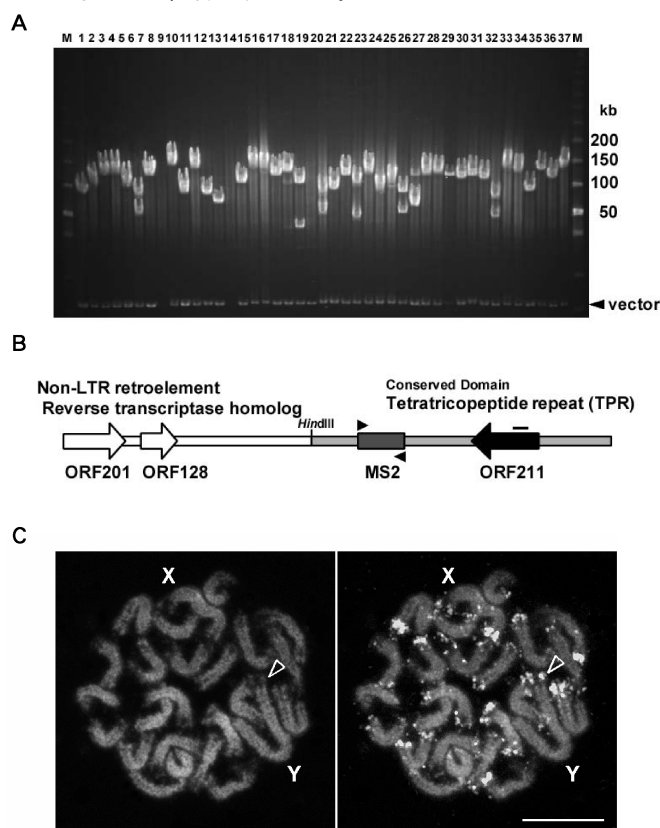 A
M 1 2 3 4 5 6 7 8 9 10 11 12 13 14 15 16 17 18 19 20 21 22 23 24 25 26 27 28 29 30 31 32 33 34 35 36 37 M
kb
200
150
100
50
vector
B
Non-LTR retroelement
Reverse transcriptase homolog
HindIII
Conserved Domain
Tetratricopeptide repeat (TPR)
ORF201 ORF128 MS2 ORF211
C
X X
Y Y